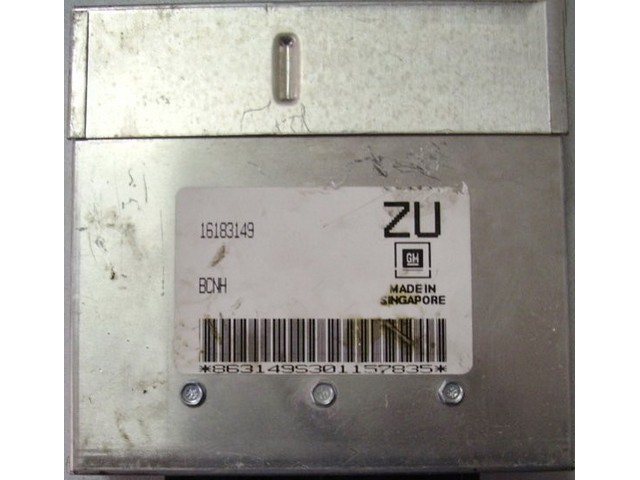 16183149
ZU
GM
BCNH
MADE IN
SINGAPORE
*863149S301157835*